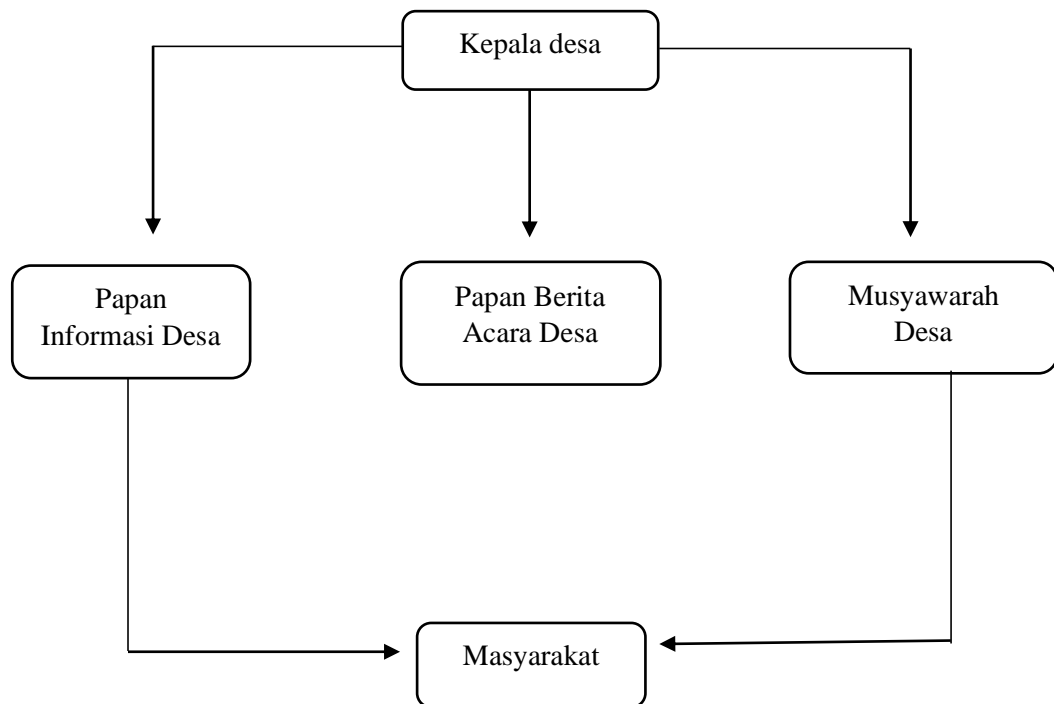 Kepala desa
Papan
Informasi Desa
Papan Berita
Acara Desa
Musyawarah
Desa
Masyarakat